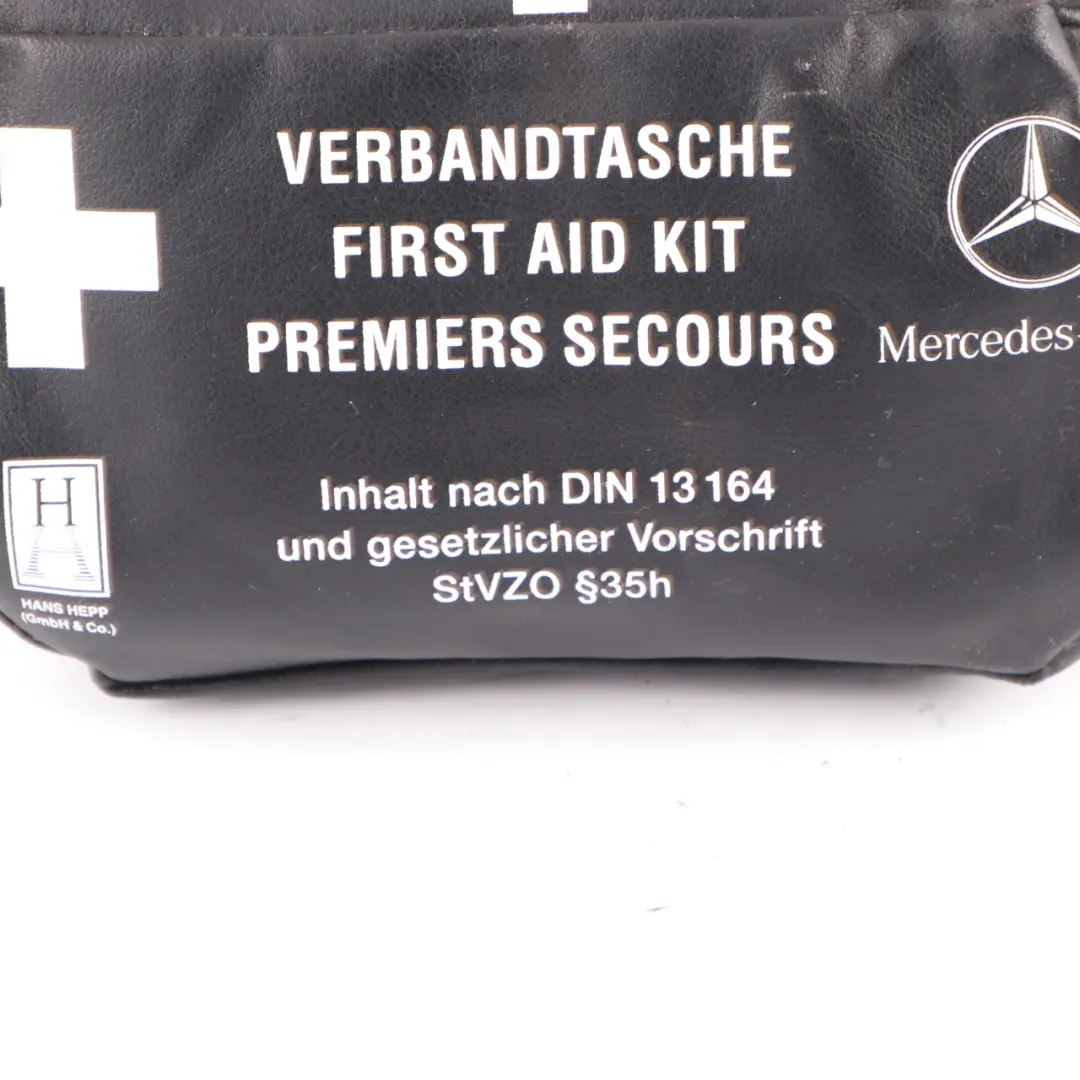 VERBANDTASCHE
FIRST AID KIT
PREMIERS SECOURS
Mercedes-
Inhalt nach DIN 13 164
und gesetzlicher Vorschrift
StVZO §35h
H
HANS HEPP
(GmbH & Co.)